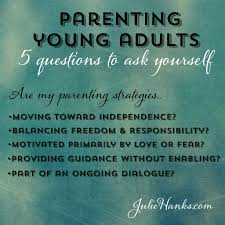 PARENTING
YOUNG ADULTS
5 questions to ask yourself
Are my parenting strategies...
•MOVING TOWARD INDEPENDENCE?
•BALANCING FREEDOM & RESPONSIBILITY?
•MOTIVATED PRIMARILY BY LOVE OR FEAR?
•PROVIDING GUIDANCE WITHOUT ENABLING?
•PART OF AN ONGOING DIALOGUE?
JulieHanks.com